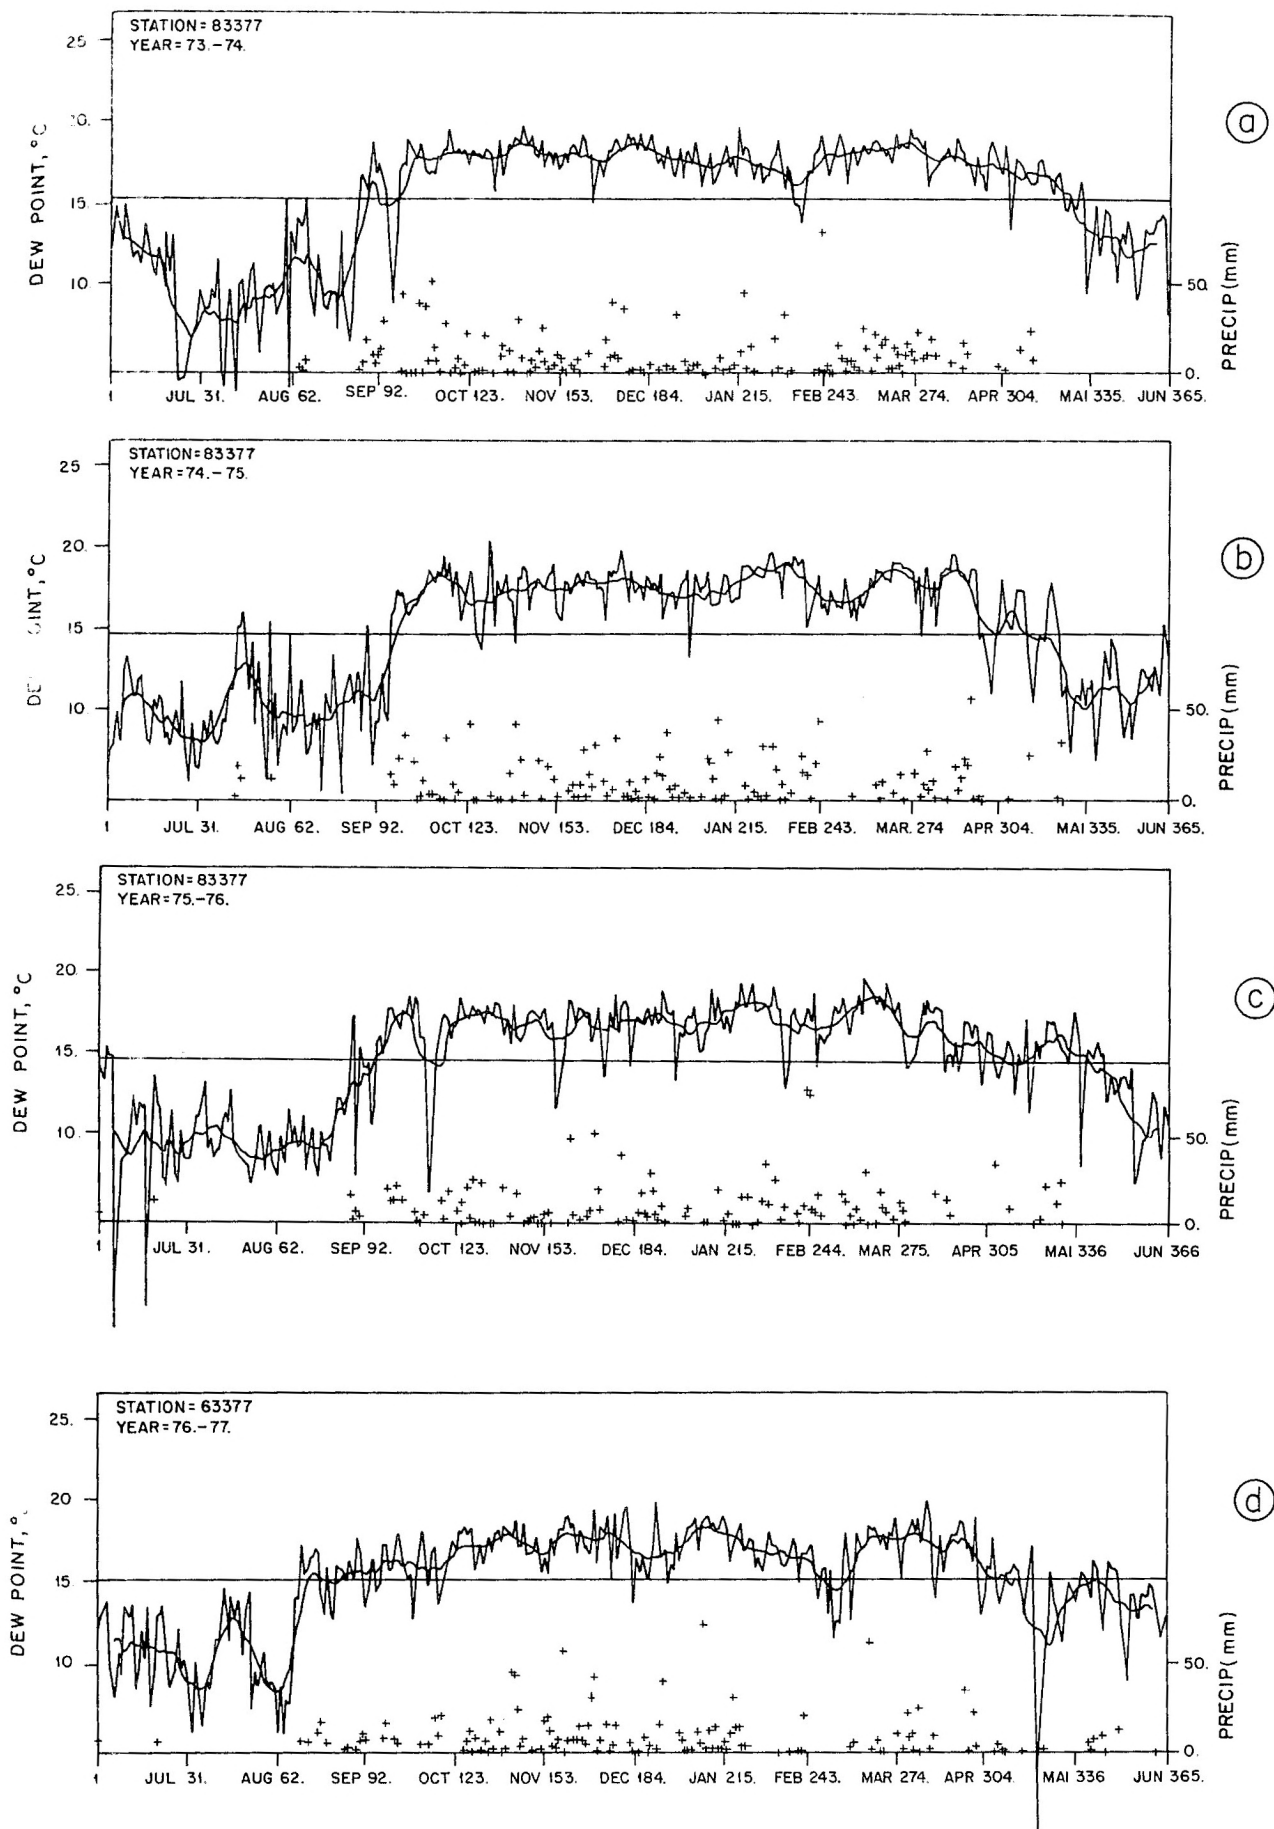 STATION=83377
YEAR=73.-74.
25
20.
15.
10.
DEW POINT, °C
50.
0.
PRECIP(mm)
a
1 JUL 31. AUG 62. SEP 92. OCT 123. NOV 153. DEC 184. JAN 215. FEB 243. MAR 274. APR 304. MAI 335. JUN 365.
STATION=83377
YEAR=74.-75.
25
20.
15
10.
OINT, °C
50.
0.
PRECIP(mm)
b
1 JUL 31. AUG 62. SEP 92. OCT 123. NOV 153. DEC 184. JAN 215. FEB 243. MAR. 274 APR 304. MAI 335. JUN 365.
STATION=83377
YEAR=75.-76.
25.
20.
15.
10.
DEW POINT, °C
50.
0.
PRECIP(mm)
c
1 JUL 31. AUG 62. SEP 92. OCT 123. NOV 153. DEC 184. JAN 215. FEB 244. MAR 275. APR 305 MAI 336 JUN 366
STATION=63377
YEAR=76.-77.
25.
20
15
10
DEW POINT, °
50.
0.
PRECIP(mm)
d
1 JUL 31. AUG 62. SEP 92. OCT 123. NOV 153. DEC 184. JAN 215. FEB 243. MAR 274. APR 304. MAI 336 JUN 365.